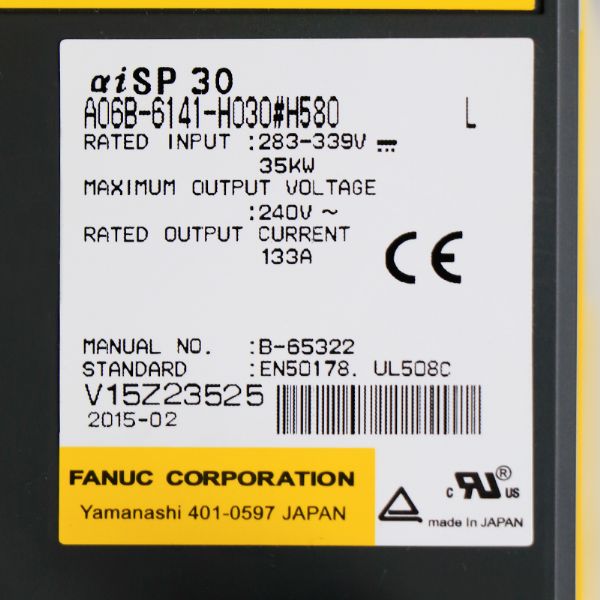 αiSP 30
A06B-6141-H030#H580 L
RATED INPUT :283-339V ⎓
35KW
MAXIMUM OUTPUT VOLTAGE
:240V ~
RATED OUTPUT CURRENT
133A
CE
MANUAL NO. :B-65322
STANDARD :EN50178. UL508C
V15Z23525
2015-02
FANUC CORPORATION
Yamanashi 401-0597 JAPAN
c RU ® US
made in JAPAN